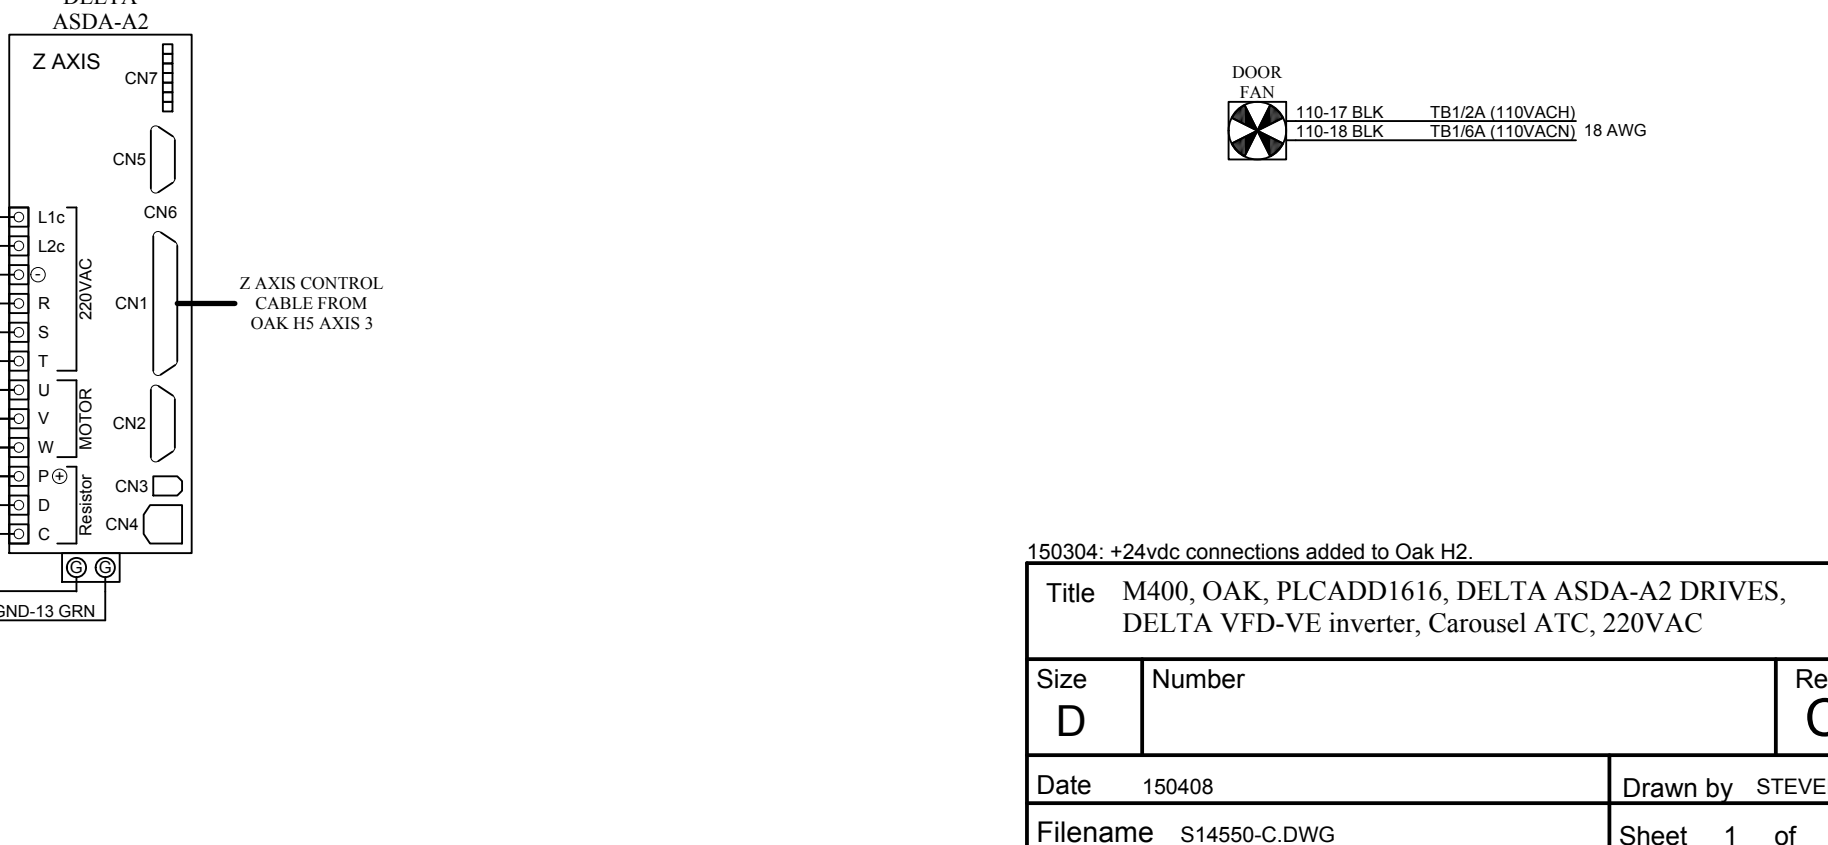 ASDA-A2
Z AXIS
CN7
CN5
CN6
L1c
L2c
R
S
T
220VAC
CN1
Z AXIS CONTROL
CABLE FROM
OAK H5 AXIS 3
U
V
W
MOTOR
CN2
P
D
C
Resistor
CN3
CN4
G G
GND-13 GRN
DOOR
FAN
110-17 BLK TB1/2A (110VACH)
110-18 BLK TB1/6A (110VACN) 18 AWG
150304: +24vdc connections added to Oak H2.
Title M400, OAK, PLCADD1616, DELTA ASDA-A2 DRIVES,
DELTA VFD-VE inverter, Carousel ATC, 220VAC
Size Number Re
D
Date 150408 Drawn by STEVE
Filename S14550-C.DWG Sheet 1 of